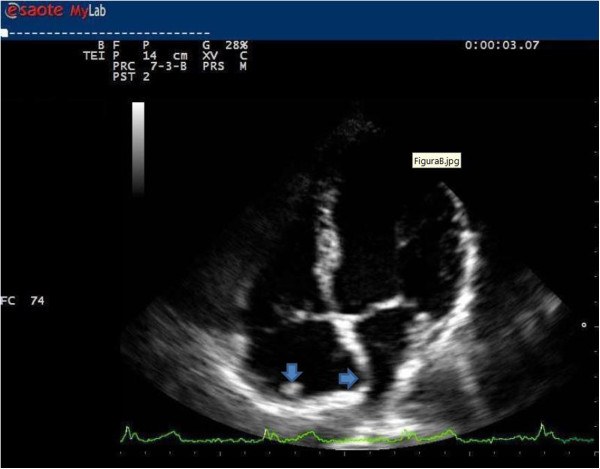 esaote MyLab
B F P G 28%
0:00:03.07
TEI P 14 cm XV C
PRC 7-3-B PRS M
PST 2
FiguraB.jpg
FC 74